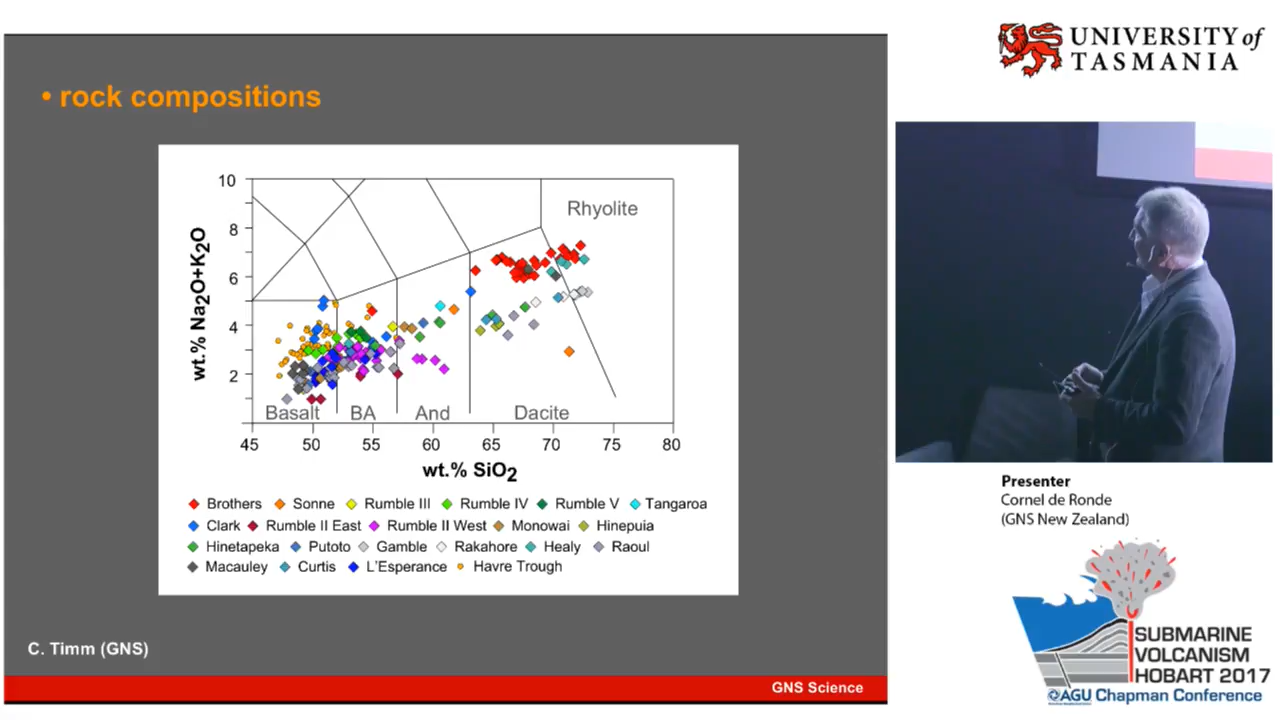 • rock compositions
10
8
6
4
2
wt.% Na2O+K2O
Rhyolite
Basalt BA And Dacite
45 50 55 60 65 70 75 80
wt.% SiO2
Brothers Sonne Rumble III Rumble IV Rumble V Tangaroa
Clark Rumble II East Rumble II West Monowai Hinepuia
Hinetapeka Putoto Gamble Rakahore Healy Raoul
Macauley Curtis L'Esperance Havre Trough
C. Timm (GNS)
GNS Science
UNIVERSITY of
TASMANIA
Presenter
Cornel de Ronde
(GNS New Zealand)
SUBMARINE
VOLCANISM
HOBART 2017
AGU Chapman Conference